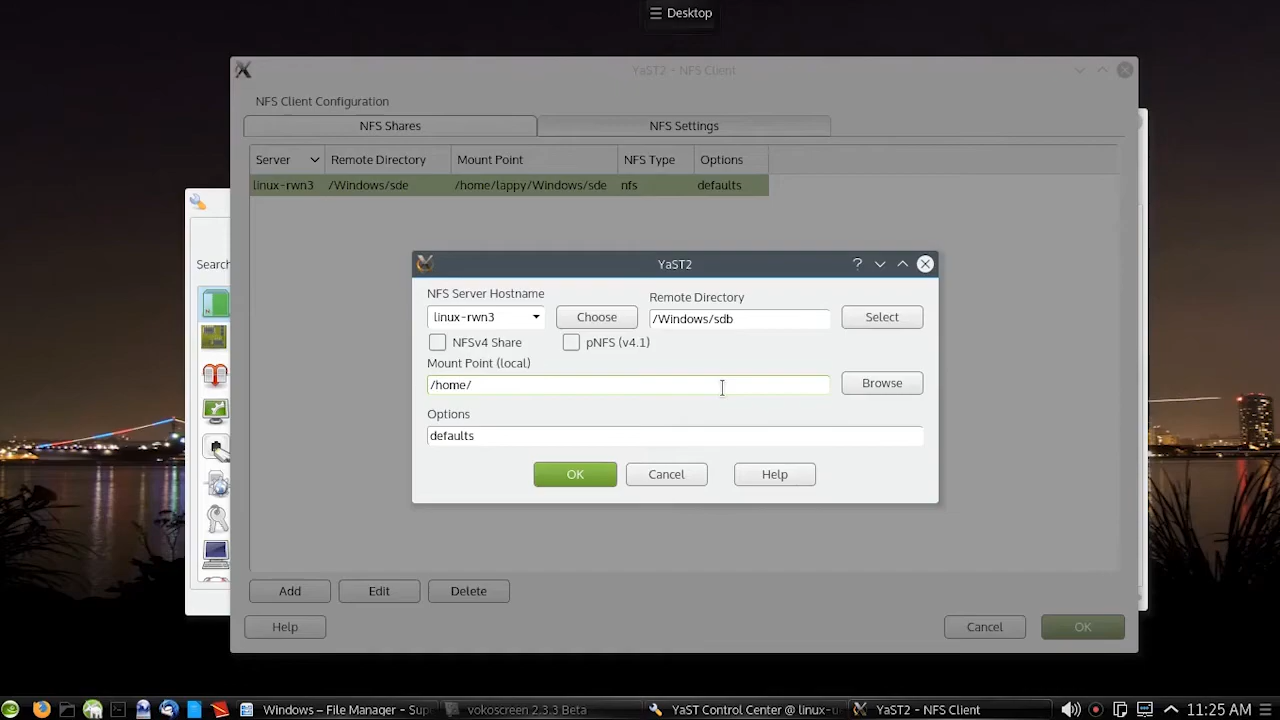 Desktop
YaST2 - NFS Client
NFS Client Configuration
NFS Shares
NFS Settings
Server
Remote Directory
Mount Point
NFS Type
Options
linux-rwn3
/Windows/sde
/home/lappy/Windows/sde
nfs
defaults
Search
YaST2
?
NFS Server Hostname
Remote Directory
linux-rwn3
Choose
/Windows/sdb
Select
NFSv4 Share
pNFS (v4.1)
Mount Point (local)
/home/
Browse
Options
defaults
OK
Cancel
Help
Add
Edit
Delete
Help
Cancel
OK
Windows – File Manager - Supe
vokoscreen 2.3.3 Beta
YaST Control Center @ linux-
YaST2 - NFS Client
11:25 AM